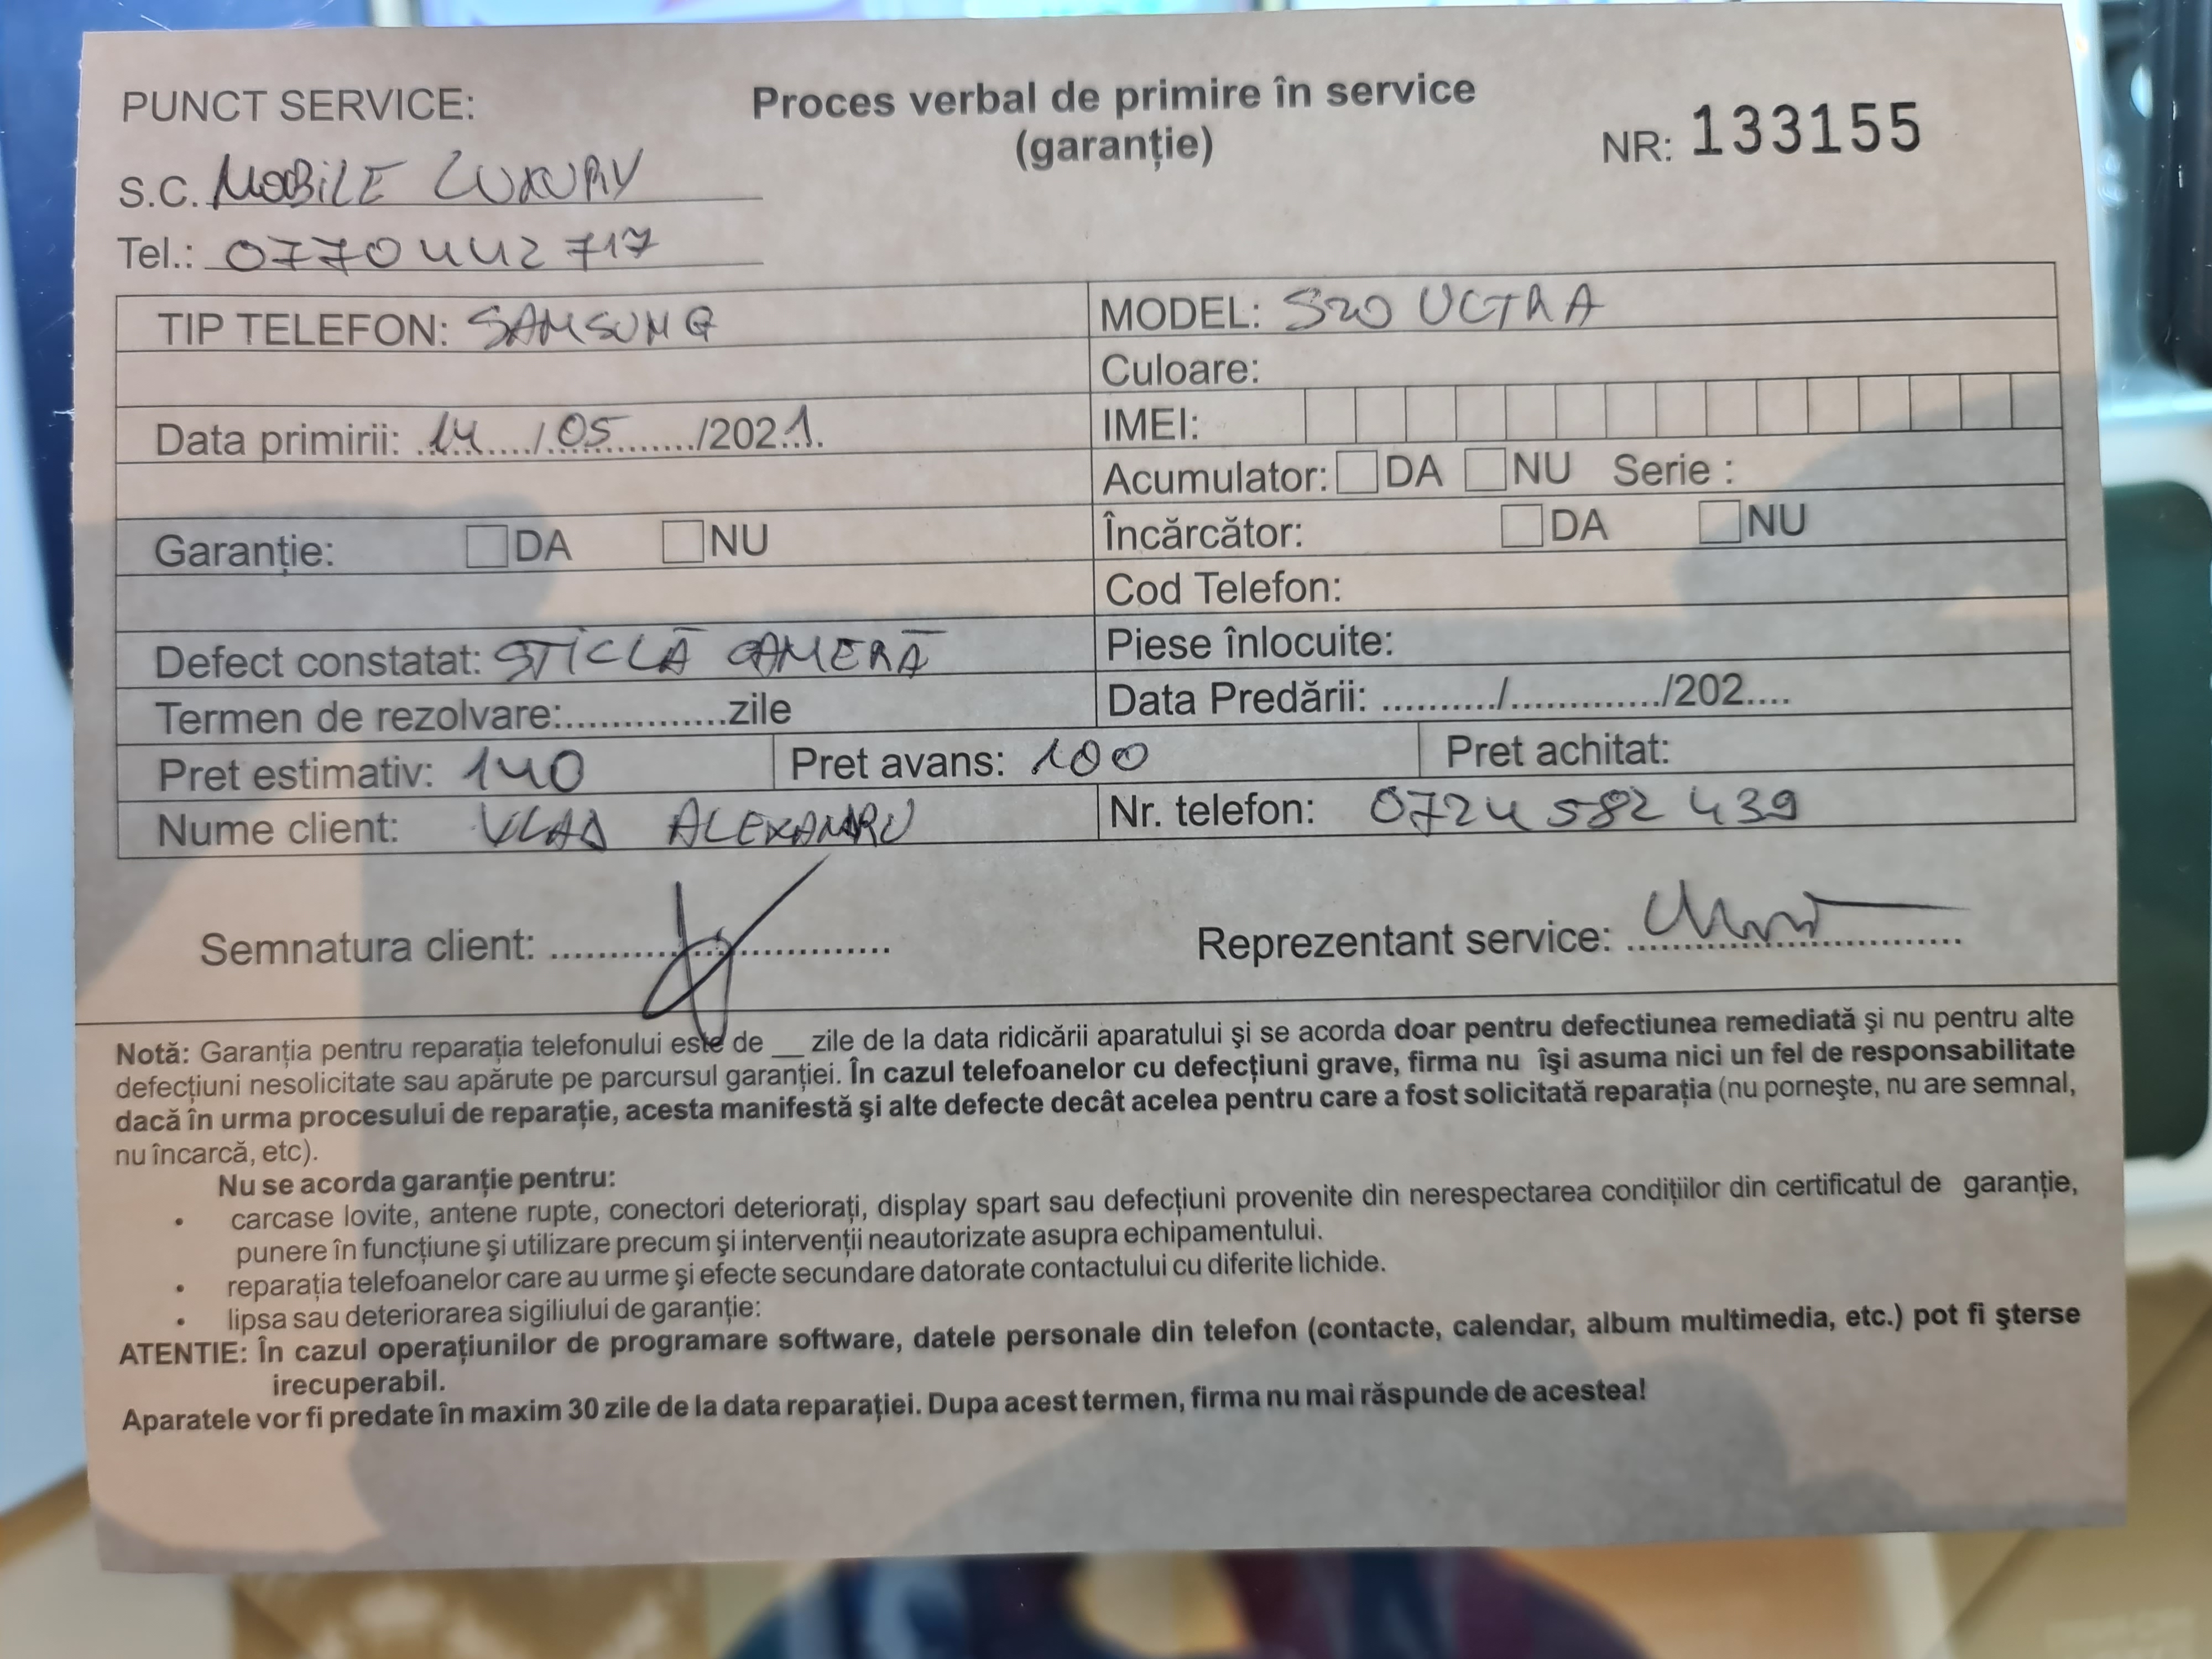 PUNCT SERVICE:
Proces verbal de primire în service
(garanție)
NR: 133155
S.C. MOBILE LUXURY
Tel.: 0770 442 717
TIP TELEFON: SAMSUNG
MODEL: S20 ULTRA
Culoare:
Data primirii: 14..../.05......../2021.
IMEI:
Acumulator: DA NU Serie :
Garanție: DA NU
Încărcător: DA NU
Cod Telefon:
Defect constatat: STICLĂ CAMERĂ
Piese înlocuite:
Termen de rezolvare:...............zile
Data Predării: ........../............./202....
Pret estimativ: 140
Pret avans: 100
Pret achitat:
Nume client: VLAD ALEXANDRU
Nr. telefon: 0724 582 439
Semnatura client: ................................
Reprezentant service: ................................
Notă: Garanția pentru reparația telefonului este de __ zile de la data ridicării aparatului şi se acorda doar pentru defectiunea remediată şi nu pentru alte
defecțiuni nesolicitate sau apărute pe parcursul garanției. În cazul telefoanelor cu defecțiuni grave, firma nu îşi asuma nici un fel de responsabilitate
dacă în urma procesului de reparație, acesta manifestă şi alte defecte decât acelea pentru care a fost solicitată reparația (nu porneşte, nu are semnal,
nu încarcă, etc).
Nu se acorda garanție pentru:
• carcase lovite, antene rupte, conectori deteriorați, display spart sau defecțiuni provenite din nerespectarea condițiilor din certificatul de garanție,
punere în funcțiune şi utilizare precum şi intervenții neautorizate asupra echipamentului.
• reparația telefoanelor care au urme şi efecte secundare datorate contactului cu diferite lichide.
• lipsa sau deteriorarea sigiliului de garanție:
ATENTIE: În cazul operațiunilor de programare software, datele personale din telefon (contacte, calendar, album multimedia, etc.) pot fi şterse
irecuperabil.
Aparatele vor fi predate în maxim 30 zile de la data reparației. Dupa acest termen, firma nu mai răspunde de acestea!